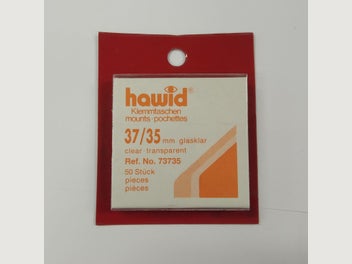 hawid®
Klemmtaschen
mounts·pochettes
37/35 mm glasklar
clear transparent
Ref. No. 73735
50 Stück
pieces
pièces